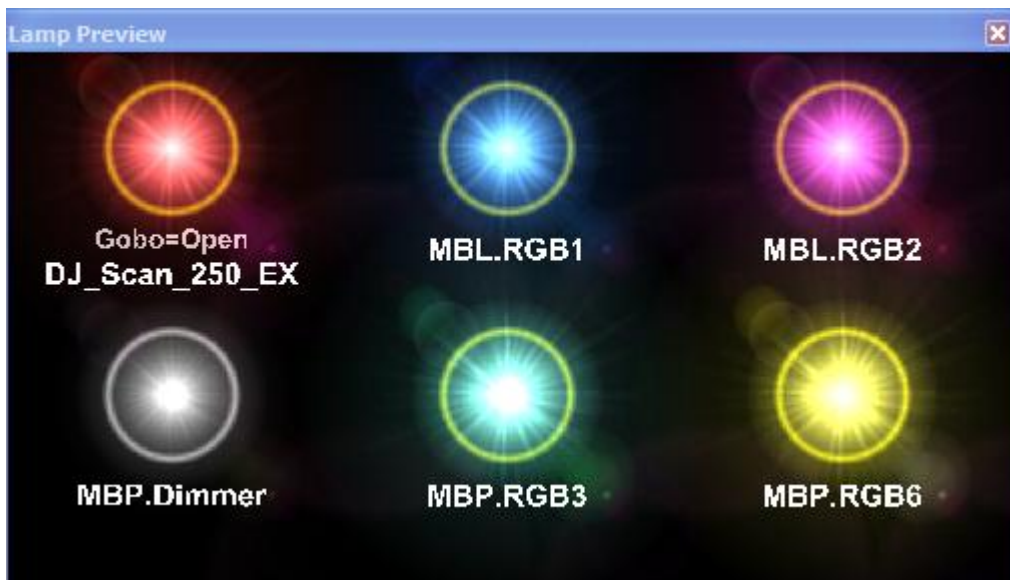 Lamp Preview
Gobo=Open
DJ_Scan_250_EX
MBL.RGB1
MBL.RGB2
MBP.Dimmer
MBP.RGB3
MBP.RGB6